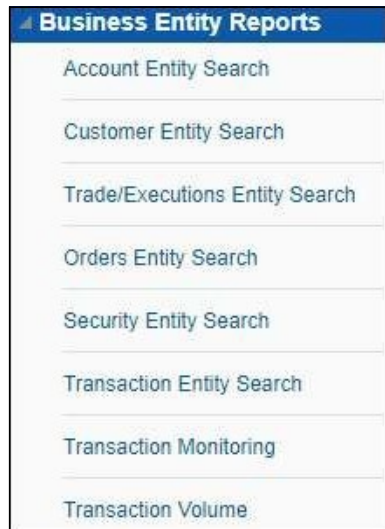 Business Entity Reports
Account Entity Search
Customer Entity Search
Trade/Executions Entity Search
Orders Entity Search
Security Entity Search
Transaction Entity Search
Transaction Monitoring
Transaction Volume